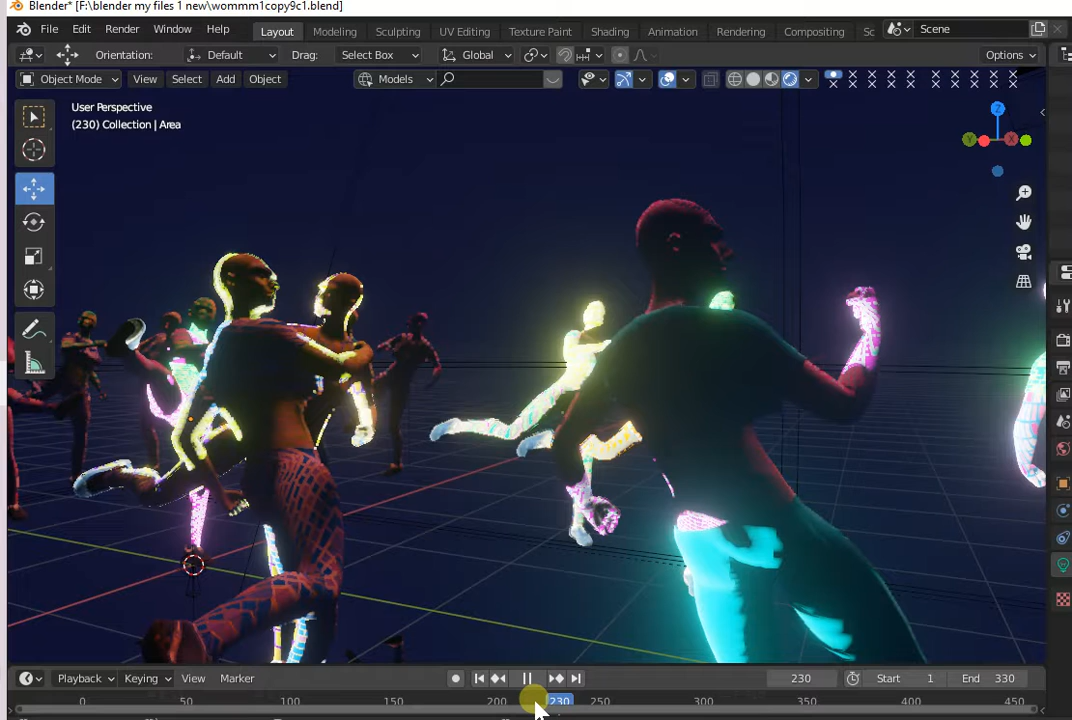 Blender* [F:\blender my files 1 new\wommm1copy9c1.blend]
File Edit Render Window Help Layout Modeling Sculpting UV Editing Texture Paint Shading Animation Rendering Compositing Sc Scene
Orientation: Default Drag: Select Box Global Options
Object Mode View Select Add Object Models
User Perspective
(230) Collection | Area
Z
Y X
Playback Keying View Marker 230 Start 1 End 330
0 50 100 150 200 230 250 300 350 400 450